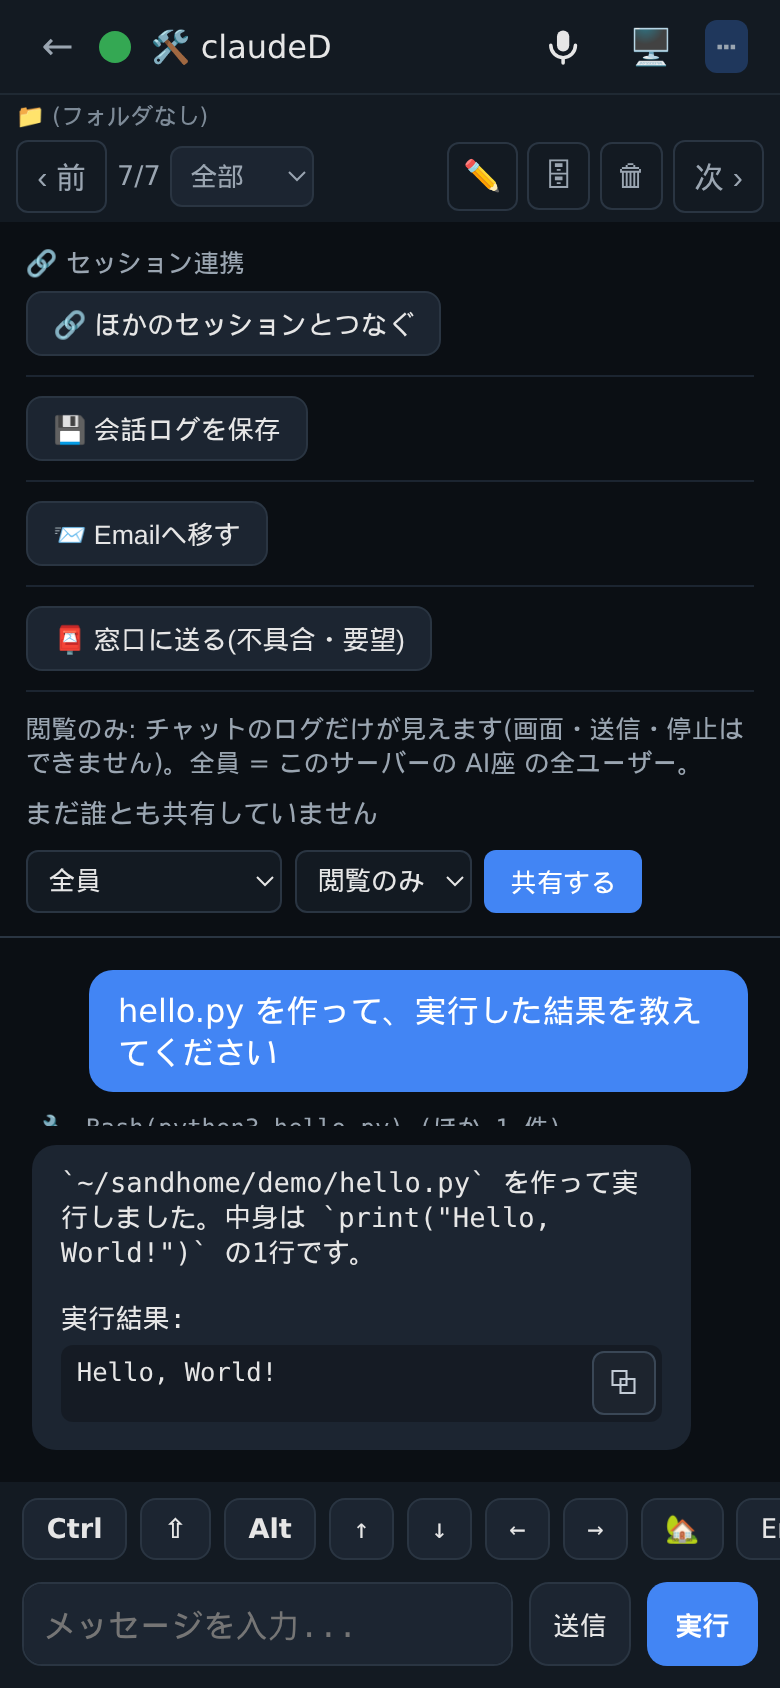 ← claudeD ⋯
(フォルダなし)
‹ 前 7/7 全部 次 ›
セッション連携
ほかのセッションとつなぐ
会話ログを保存
Emailへ移す
窓口に送る(不具合・要望)
閲覧のみ: チャットのログだけが見えます(画面・送信・停止は
できません)。全員 = このサーバーの AI座 の全ユーザー。
まだ誰とも共有していません
全員 閲覧のみ 共有する
hello.py を作って、実行した結果を教え
てください
Bash(python3 hello.py) (ほか 1 件)
`~/sandhome/demo/hello.py` を作って実
行しました。中身は `print("Hello,
World!")` の1行です。
実行結果:
Hello, World!
Ctrl ⇧ Alt ↑ ↓ ← →
メッセージを入力... 送信 実行